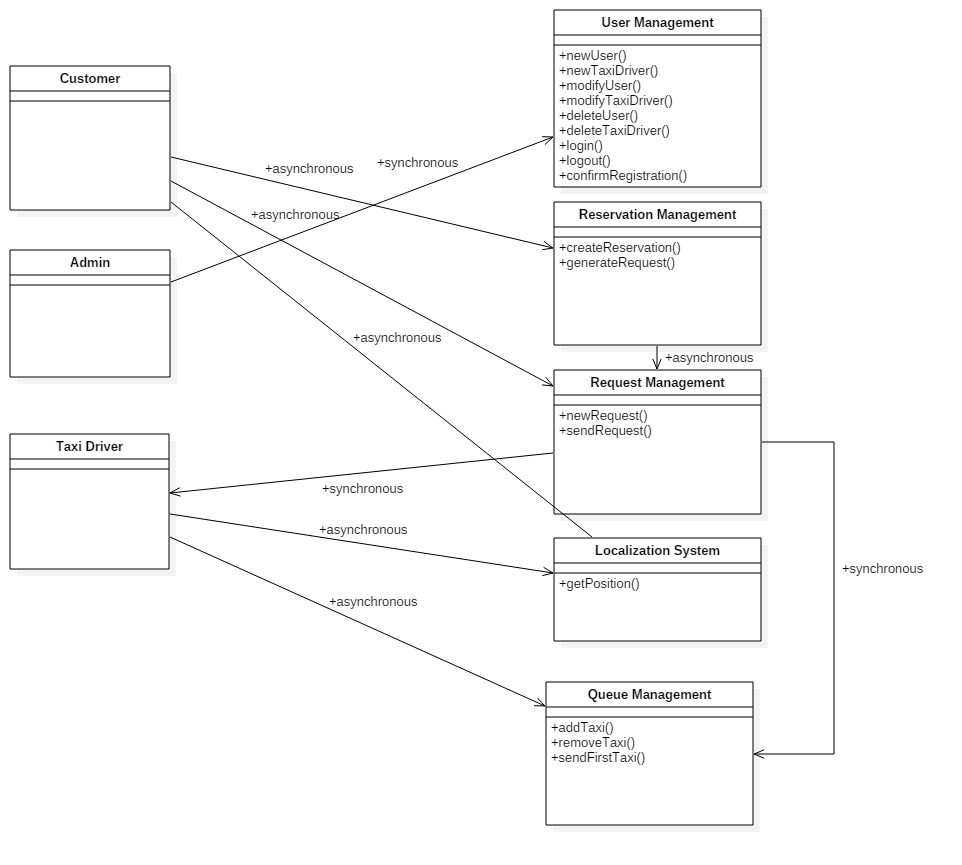 User Management
+newUser()
+newTaxiDriver()
+modifyUser()
+modifyTaxiDriver()
+deleteUser()
+deleteTaxiDriver()
+login()
+logout()
+confirmRegistration()
Customer
+asynchronous
+synchronous
+asynchronous
Reservation Management
+createReservation()
+generateRequest()
Admin
+asynchronous
+asynchronous
Request Management
+newRequest()
+sendRequest()
Taxi Driver
+synchronous
+asynchronous
Localization System
+getPosition()
+synchronous
+asynchronous
Queue Management
+addTaxi()
+removeTaxi()
+sendFirstTaxi()